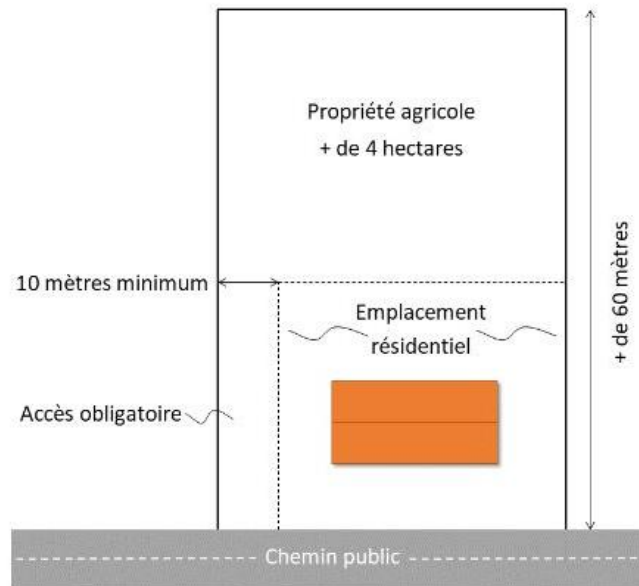 Propriété agricole
+ de 4 hectares
+ de 60 mètres
10 mètres minimum
Emplacement
résidentiel
Accès obligatoire
Chemin public